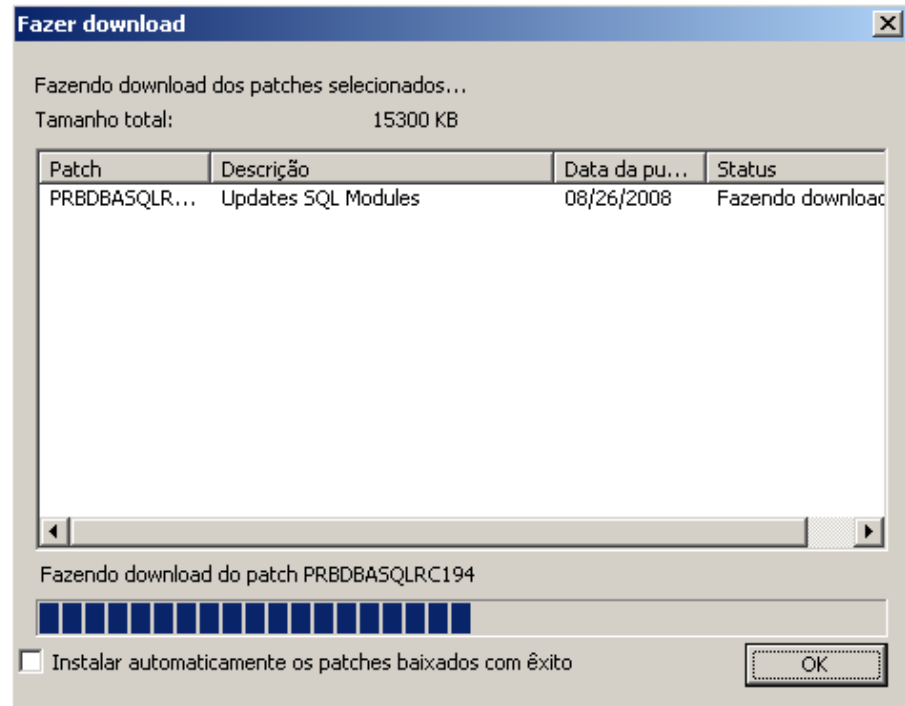 Fazer download
Fazendo download dos patches selecionados...
Tamanho total: 15300 KB
Patch Descrição Data da pu... Status
PRBDBASQLR... Updates SQL Modules 08/26/2008 Fazendo download
Fazendo download do patch PRBDBASQLRC194
Instalar automaticamente os patches baixados com êxito OK